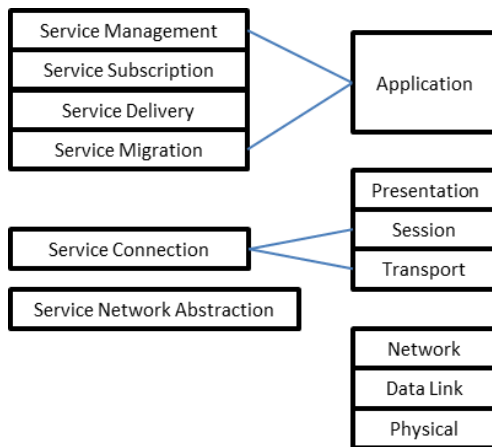 Service Management
Service Subscription
Service Delivery
Service Migration
Application
Presentation
Session
Transport
Service Connection
Service Network Abstraction
Network
Data Link
Physical